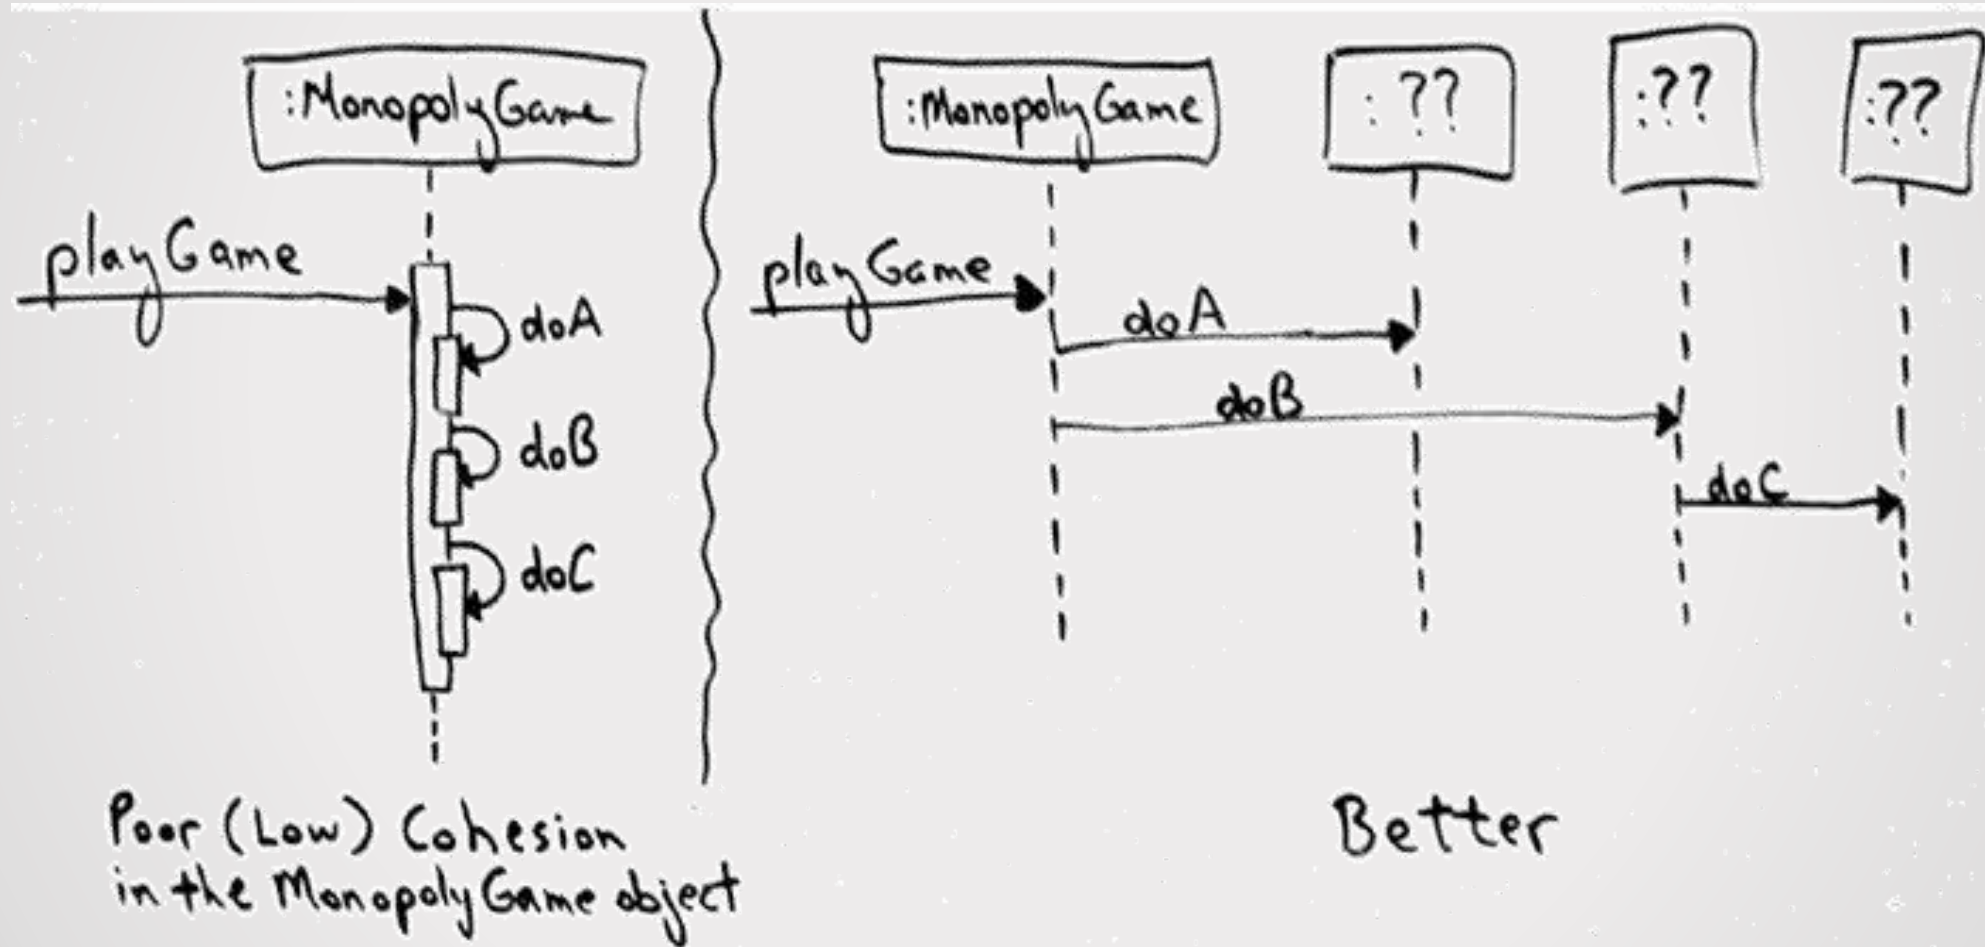 :MonopolyGame
playGame
doA
doB
doC
Poor (Low) Cohesion
in the MonopolyGame object
:MonopolyGame
: ??
:??
:??
playGame
doA
doB
doC
Better